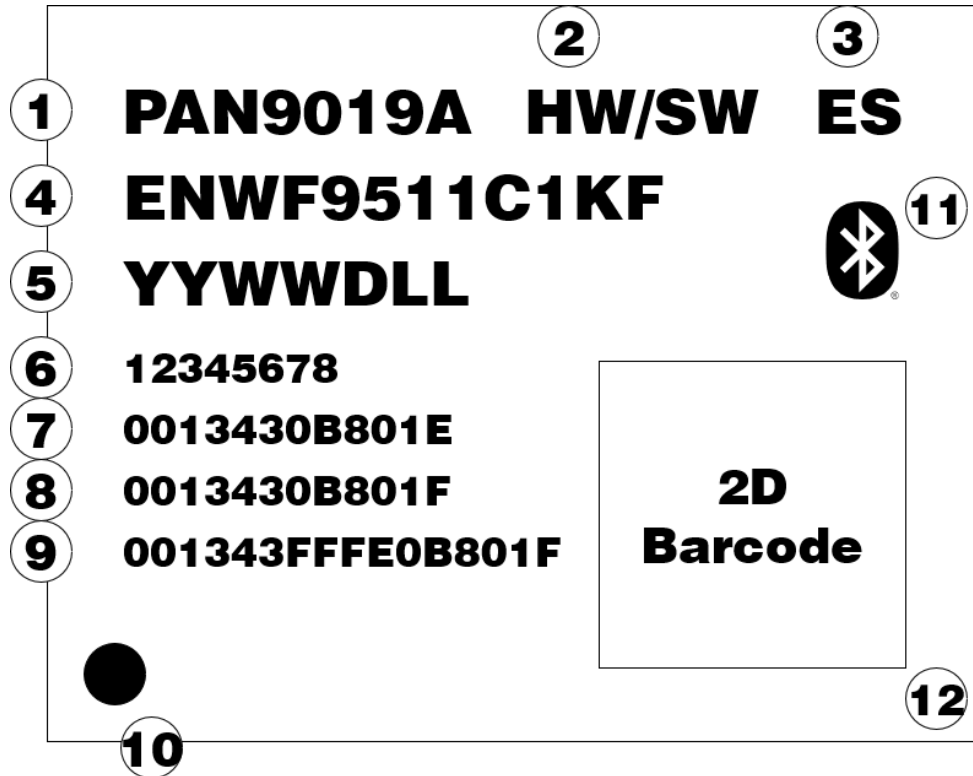 2 3
1 PAN9019A HW/SW ES
4 ENWF9511C1KF
11
5 YYWWDLL
®
6 12345678
7 0013430B801E
8 0013430B801F
2D
Barcode
9 001343FFFE0B801F
12
10